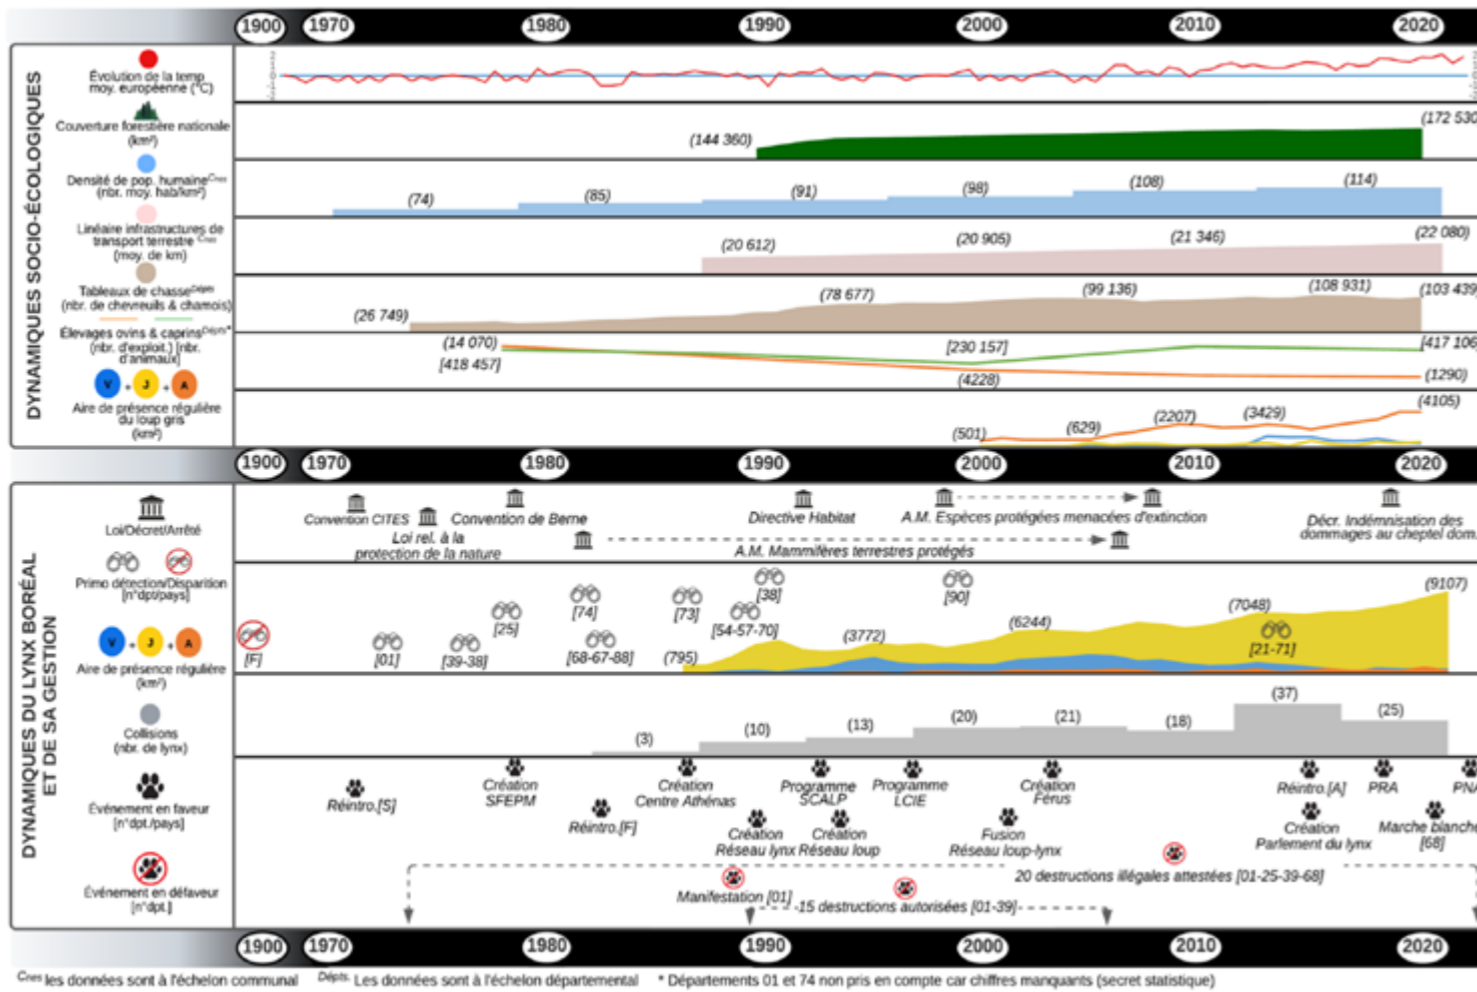 1900 1970 1980 1990 2000 2010 2020
DYNAMIQUES SOCIO-ÉCOLOGIQUES
Évolution de la temp
moy. européenne (°C)
Couverture forestière nationale
(km²)
(144 360) (172 530
Densité de pop. humaine Cnes
(nbr. moy. hab/km²)
(74) (85) (91) (98) (108) (114)
Linéaire infrastructures de
transport terrestre Cnes
(moy. de km)
(20 612) (20 905) (21 346) (22 080)
Tableaux de chasse Dépts
(nbr. de chevreuils & chamois)
(26 749) (78 677) (99 136) (108 931) (103 439)
Élevages ovins & caprins Dépts*
(nbr. d'exploit.) [nbr.
d'animaux]
(14 070) [230 157] [417 106]
[418 457] (4228) (1290)
V + J + A
Aire de présence régulière
du loup gris
(km²)
(501) (629) (2207) (3429) (4105)
1900 1970 1980 1990 2000 2010 2020
DYNAMIQUES DU LYNX BORÉAL
ET DE SA GESTION
Loi/Décret/Arrêté
Convention CITES
Loi rel. à la
protection de la nature
Convention de Berne
Directive Habitat
A.M. Espèces protégées menacées d'extinction
A.M. Mammifères terrestres protégés
Décr. Indémnisation des
dommages au cheptel dom.
Primo détection/Disparition
[n°dpt/pays]
[F] [01] [39-38] [25] [74] [68-67-88] [73] [54-57-70] [38] [90] [21-71]
V + J + A
Aire de présence régulière
(km²)
(795) (3772) (6244) (7048) (9107)
Collisions
(nbr. de lynx)
(3) (10) (13) (20) (21) (18) (37) (25)
Événement en faveur
[n°dpt./pays]
Réintro.[S]
Création
SFEPM
Réintro.[F]
Création
Centre Athénas
Création
Réseau lynx
Programme
SCALP
Création
Réseau loup
Programme
LCIE
Fusion
Réseau loup-lynx
Création
Férus
Réintro.[A]
Création
Parlement du lynx
PRA
Marche blanche
[68]
PNA
Événement en défaveur
[n°dpt.]
Manifestation [01]
15 destructions autorisées [01-39]
20 destructions illégales attestées [01-25-39-68]
1900 1970 1980 1990 2000 2010 2020
Cnes les données sont à l'échelon communal Dépts. Les données sont à l'échelon départemental * Départements 01 et 74 non pris en compte car chiffres manquants (secret statistique)